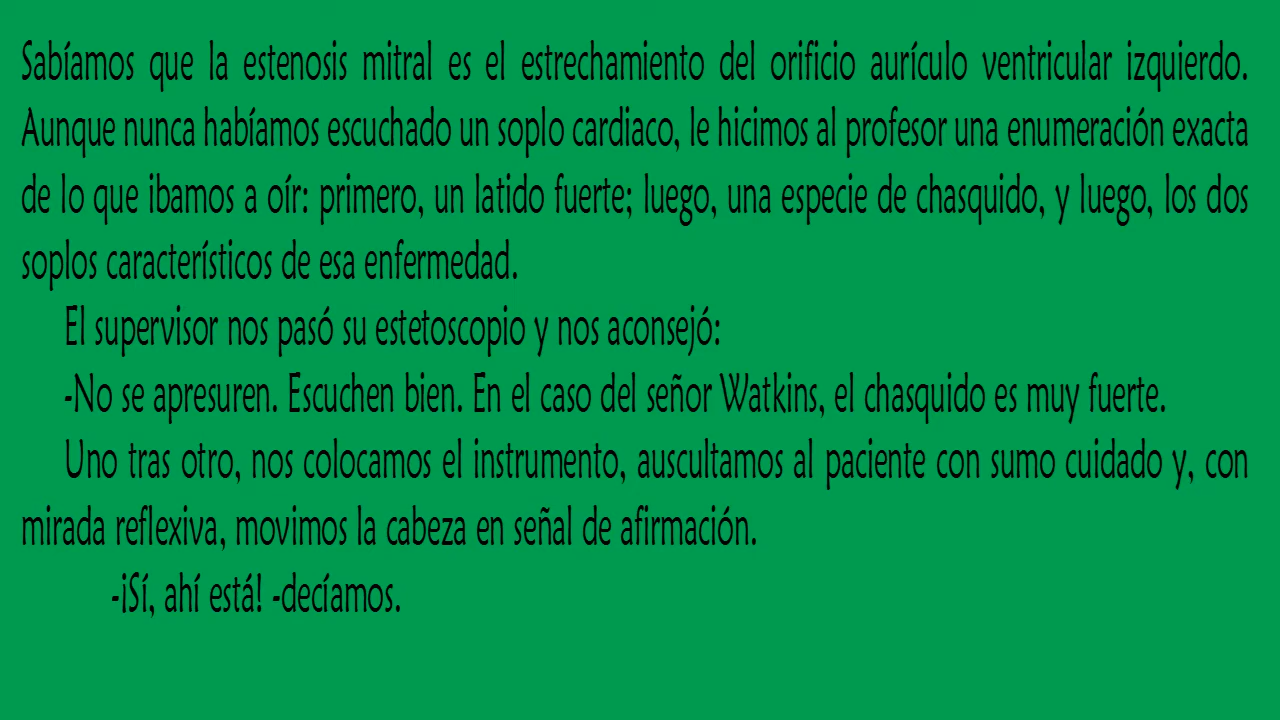 Sabíamos que la estenosis mitral es el estrechamiento del orificio aurículo ventricular izquierdo.
Aunque nunca habíamos escuchado un soplo cardiaco, le hicimos al profesor una enumeración exacta
de lo que ibamos a oír: primero, un latido fuerte; luego, una especie de chasquido, y luego, los dos
soplos característicos de esa enfermedad.
El supervisor nos pasó su estetoscopio y nos aconsejó:
-No se apresuren. Escuchen bien. En el caso del señor Watkins, el chasquido es muy fuerte.
Uno tras otro, nos colocamos el instrumento, auscultamos al paciente con sumo cuidado y, con
mirada reflexiva, movimos la cabeza en señal de afirmación.
-¡Sí, ahí está! -decíamos.